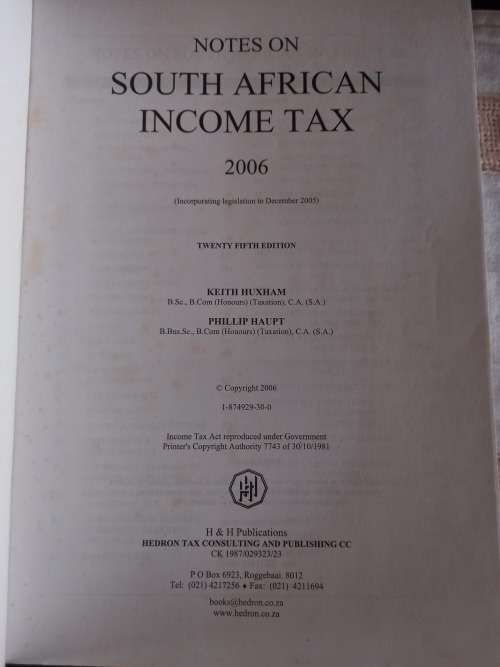 NOTES ON
SOUTH AFRICAN
INCOME TAX
2006
(Incorporating legislation to December 2005)
TWENTY FIFTH EDITION
KEITH HUXHAM
B.Sc., B.Com (Honours) (Taxation), C.A. (S.A.)
PHILLIP HAUPT
B.Bus.Sc., B.Com (Honours) (Taxation), C.A. (S.A.)
© Copyright 2006
1-874929-30-0
Income Tax Act reproduced under Government
Printer's Copyright Authority 7743 of 30/10/1981
H & H Publications
HEDRON TAX CONSULTING AND PUBLISHING CC
CK 1987/029323/23
P O Box 6923, Roggebaai, 8012
Tel: (021) 4217256 ♦ Fax: (021) 4211694
books@hedron.co.za
www.hedron.co.za